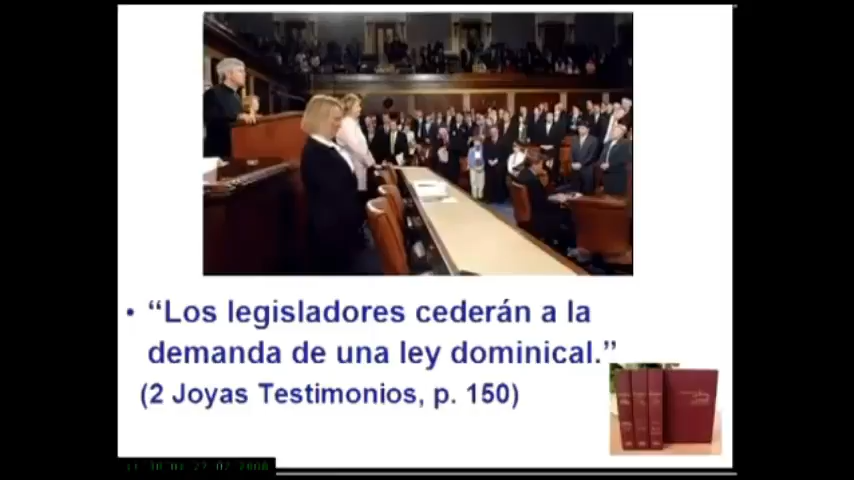 • “Los legisladores cederán a la
demanda de una ley dominical.”
(2 Joyas Testimonios, p. 150)